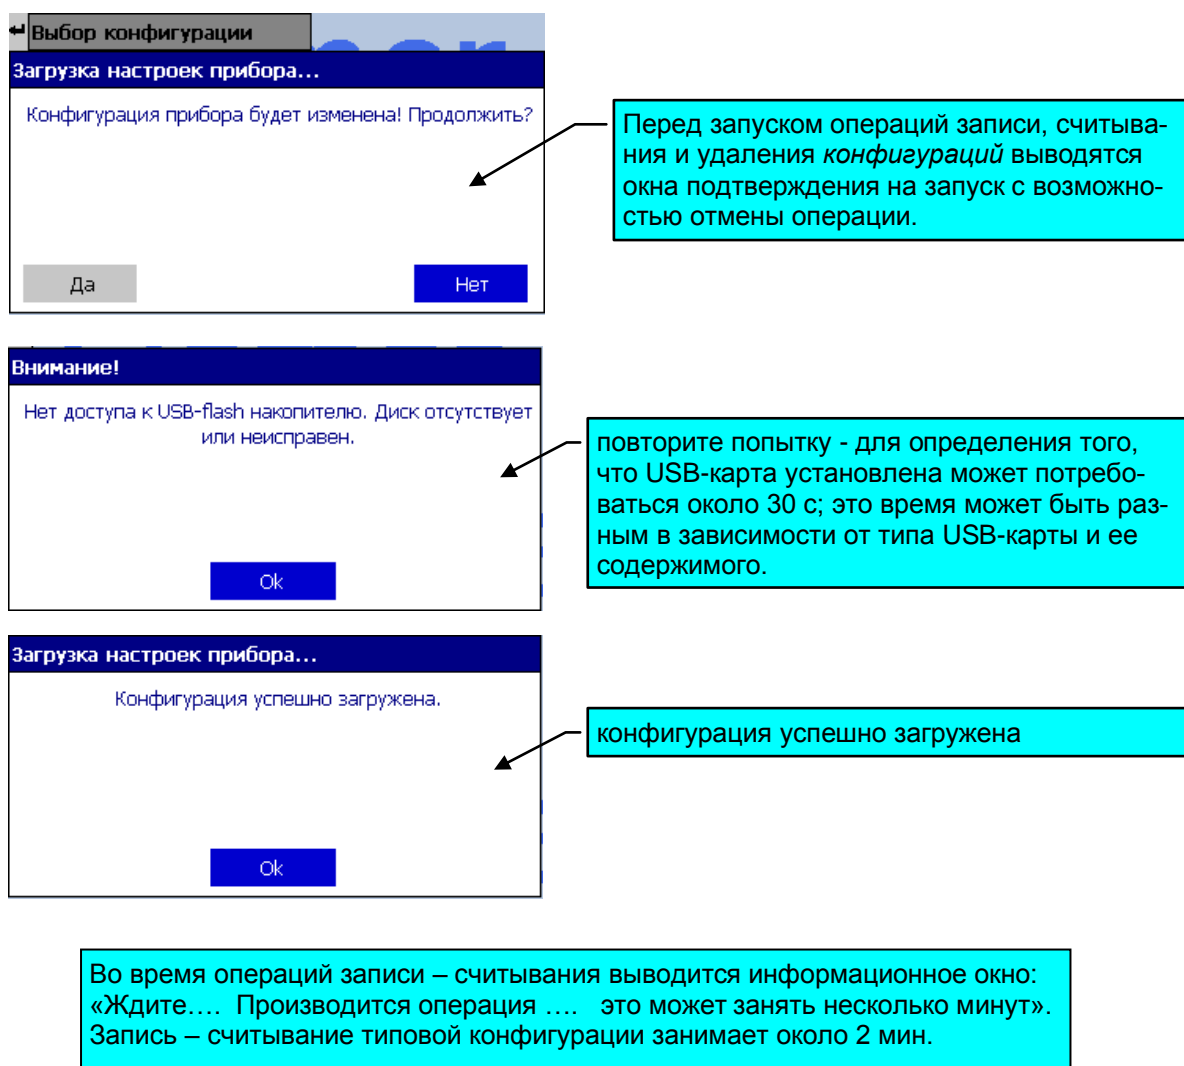 Выбор конфигурации
Загрузка настроек прибора...
Конфигурация прибора будет изменена! Продолжить?
Да
Нет
Перед запуском операций записи, считыва-
ния и удаления конфигураций выводятся
окна подтверждения на запуск с возможно-
стью отмены операции.
Внимание!
Нет доступа к USB-flash накопителю. Диск отсутствует
или неисправен.
Ok
повторите попытку - для определения того,
что USB-карта установлена может потребо-
ваться около 30 с; это время может быть раз-
ным в зависимости от типа USB-карты и ее
содержимого.
Загрузка настроек прибора...
Конфигурация успешно загружена.
Ok
конфигурация успешно загружена
Во время операций записи – считывания выводится информационное окно:
«Ждите…. Производится операция …. это может занять несколько минут».
Запись – считывание типовой конфигурации занимает около 2 мин.